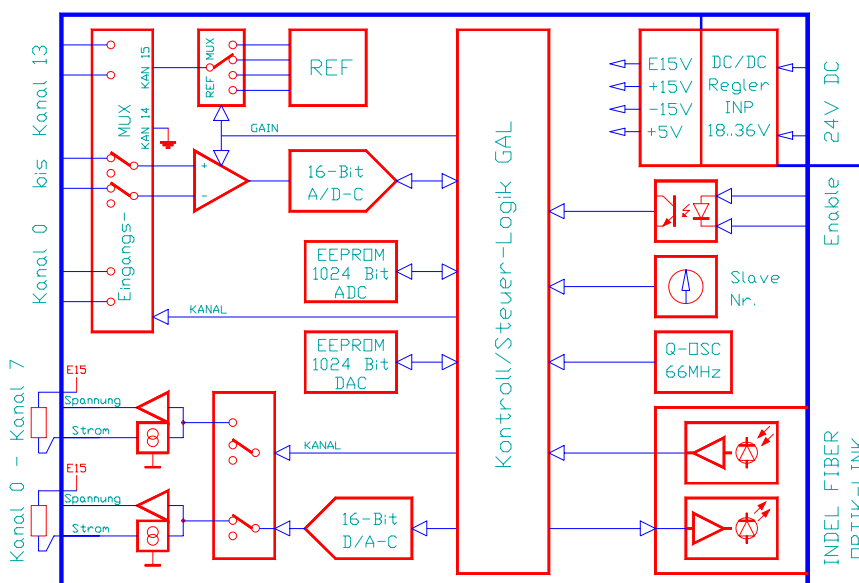 Kanal 0 bis Kanal 13
Eingangs-
MUX
KAN 15
KAN 14
REF MUX
REF
GAIN
+
-
16-Bit
A/D-C
EEPROM
1024 Bit
ADC
KANAL
EEPROM
1024 Bit
DAC
Kontroll/Steuer-Logik GAL
E15V
+15V
-15V
+5V
DC/DC
Regler
INP
18..36V
24V DC
Enable
Slave
Nr.
Q-OSC
66MHz
INDEL FIBER
OPTIK-LINK
Kanal 0 - Kanal 7
E15
Spannung
Strom
E15
Spannung
Strom
KANAL
16-Bit
D/A-C